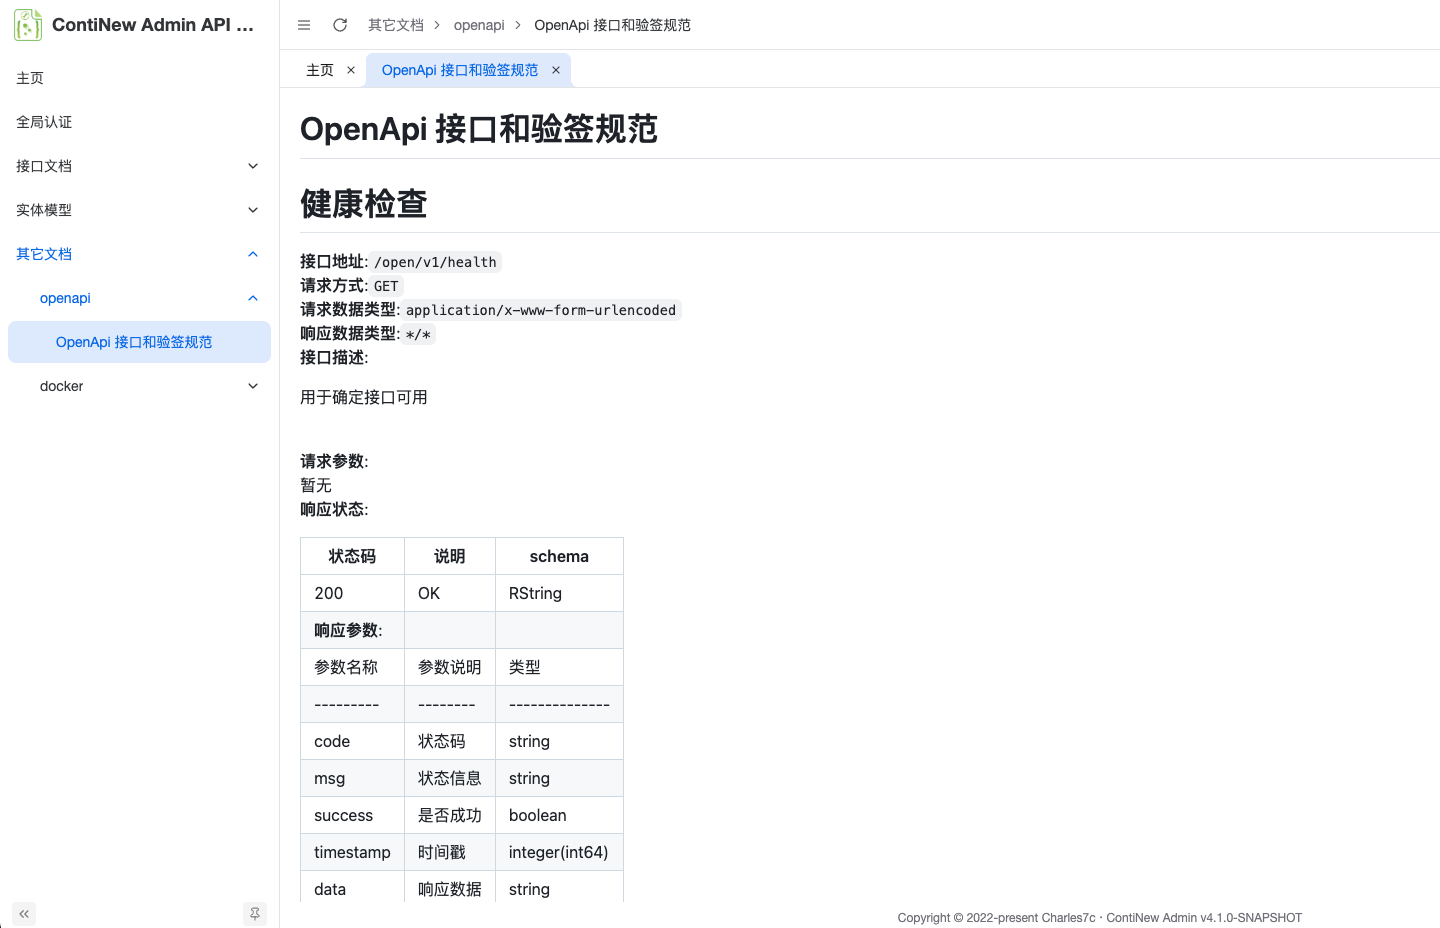 ContiNew Admin API ...
主页
全局认证
接口文档
实体模型
其它文档
openapi
OpenApi 接口和验签规范
docker
其它文档 > openapi > OpenApi 接口和验签规范
主页 × OpenApi 接口和验签规范 ×
OpenApi 接口和验签规范
健康检查
接口地址: /open/v1/health
请求方式: GET
请求数据类型: application/x-www-form-urlencoded
响应数据类型: */*
接口描述:
用于确定接口可用
请求参数:
暂无
响应状态:
状态码 说明 schema
200 OK RString
响应参数:
参数名称 参数说明 类型
--------- -------- --------------
code 状态码 string
msg 状态信息 string
success 是否成功 boolean
timestamp 时间戳 integer(int64)
data 响应数据 string
Copyright © 2022-present Charles7c · ContiNew Admin v4.1.0-SNAPSHOT